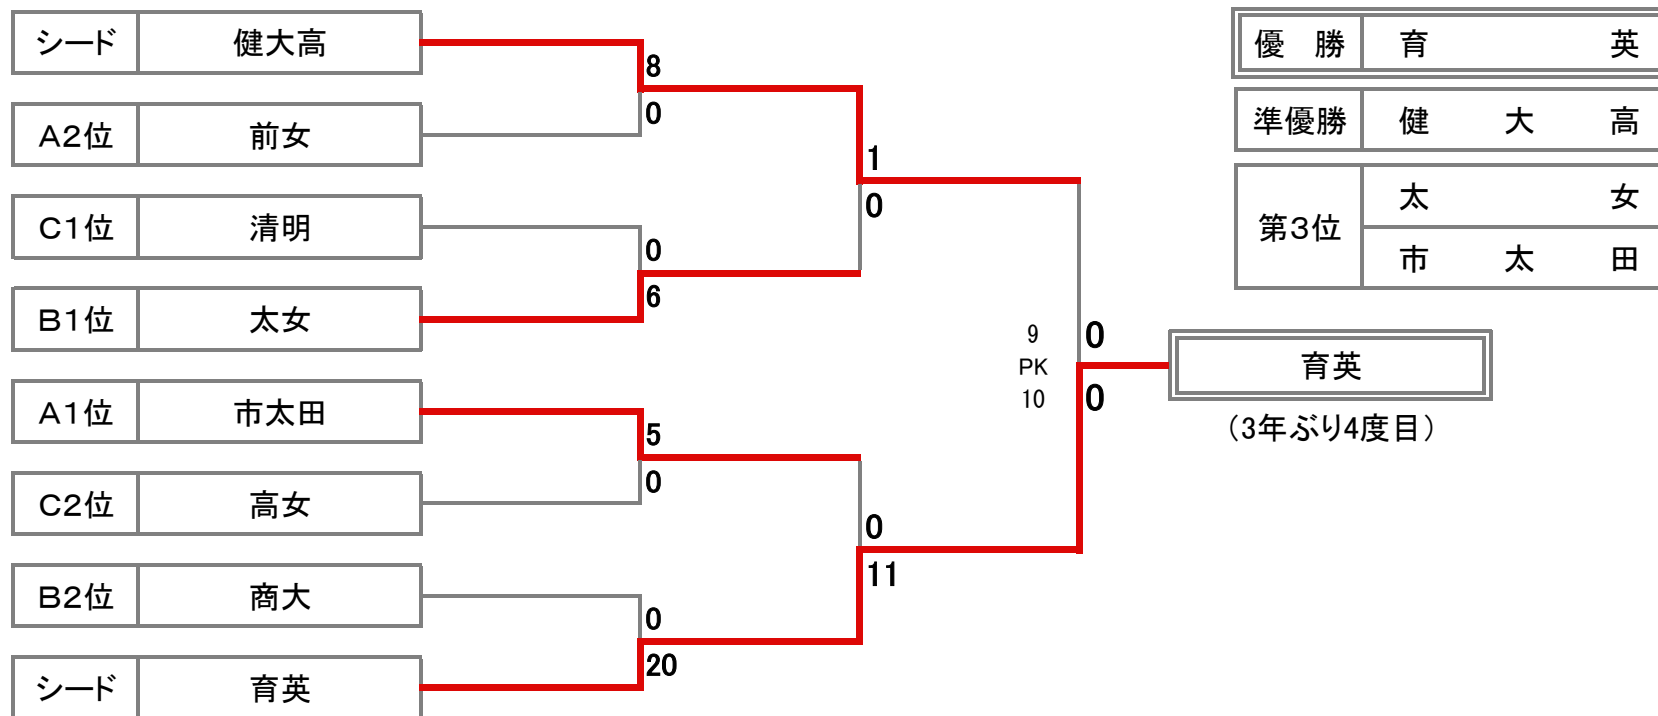 シード 健大高
8
0
A2位 前女
1
0
C1位 清明
0
6
B1位 太女
A1位 市太田
5
0
C2位 高女
0
11
B2位 商大
0
20
シード 育英
9
PK
10
0
0
育英
（3年ぶり4度目）
優 勝 育 英
準優勝 健 大 高
第3位
太 女
市 太 田